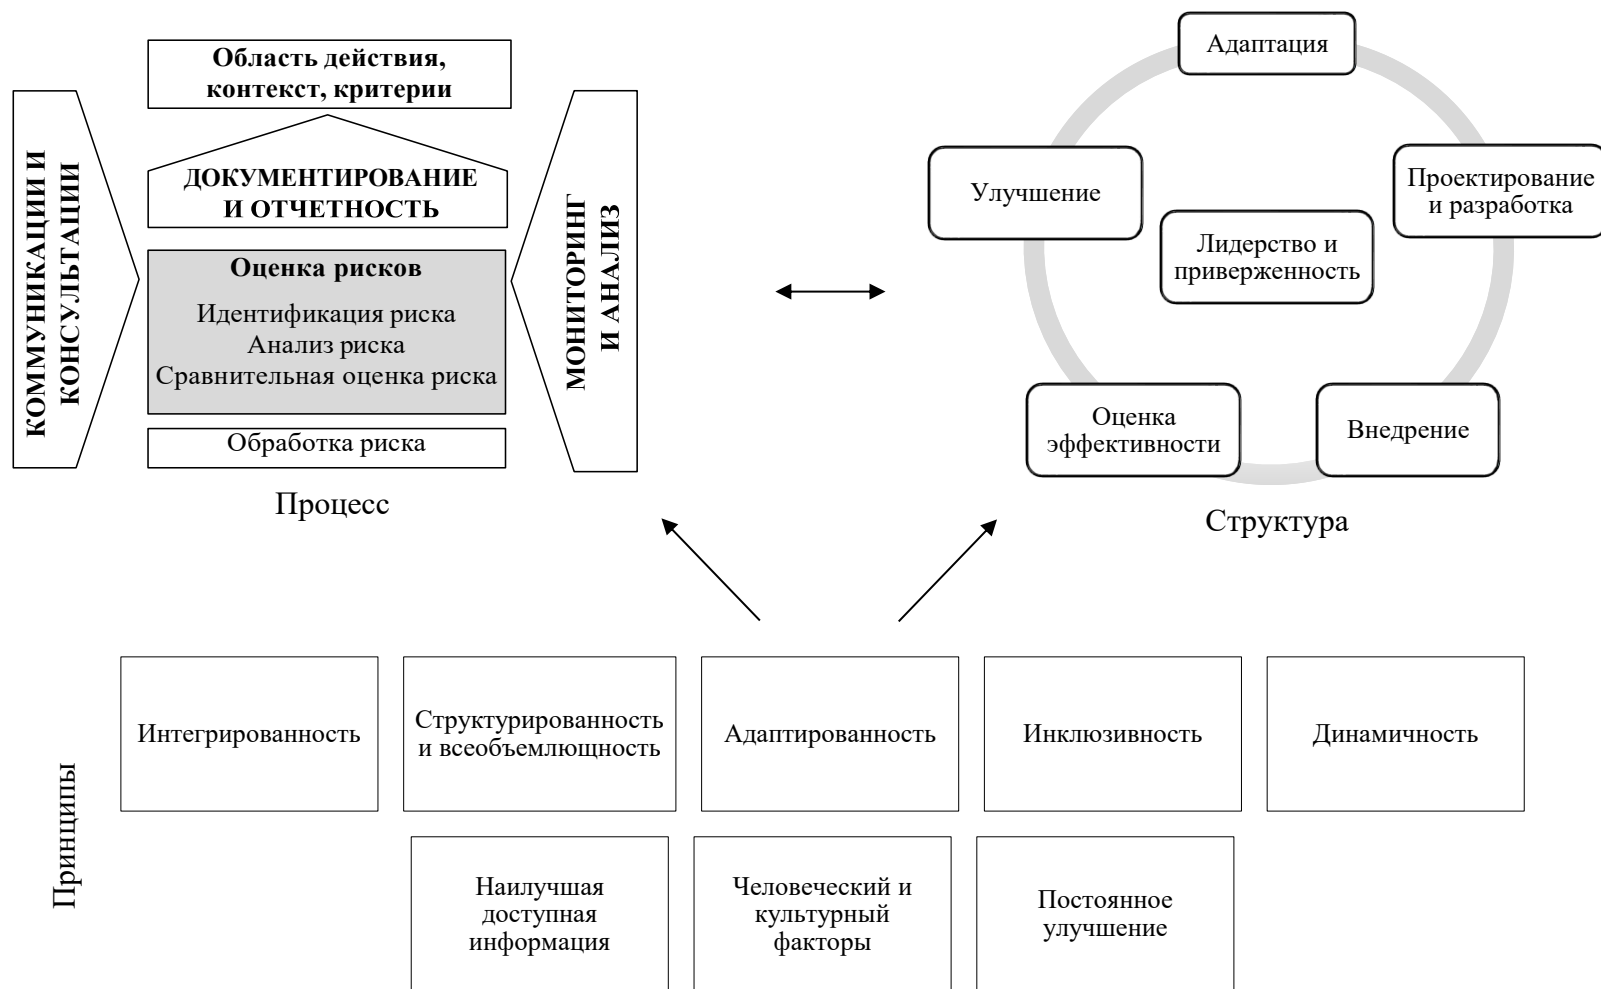 Область действия,
контекст, критерии
КОММУНИКАЦИИ И
КОНСУЛЬТАЦИИ
ДОКУМЕНТИРОВАНИЕ
И ОТЧЕТНОСТЬ
Оценка рисков
Идентификация риска
Анализ риска
Сравнительная оценка риска
Обработка риска
МОНИТОРИНГ
И АНАЛИЗ
Процесс
Адаптация
Улучшение
Проектирование
и разработка
Лидерство и
приверженность
Оценка
эффективности
Внедрение
Структура
Принципы
Интегрированность
Структурированность
и всеобъемлющность
Адаптированность
Инклюзивность
Динамичность
Наилучшая
доступная
информация
Человеческий и
культурный
факторы
Постоянное
улучшение